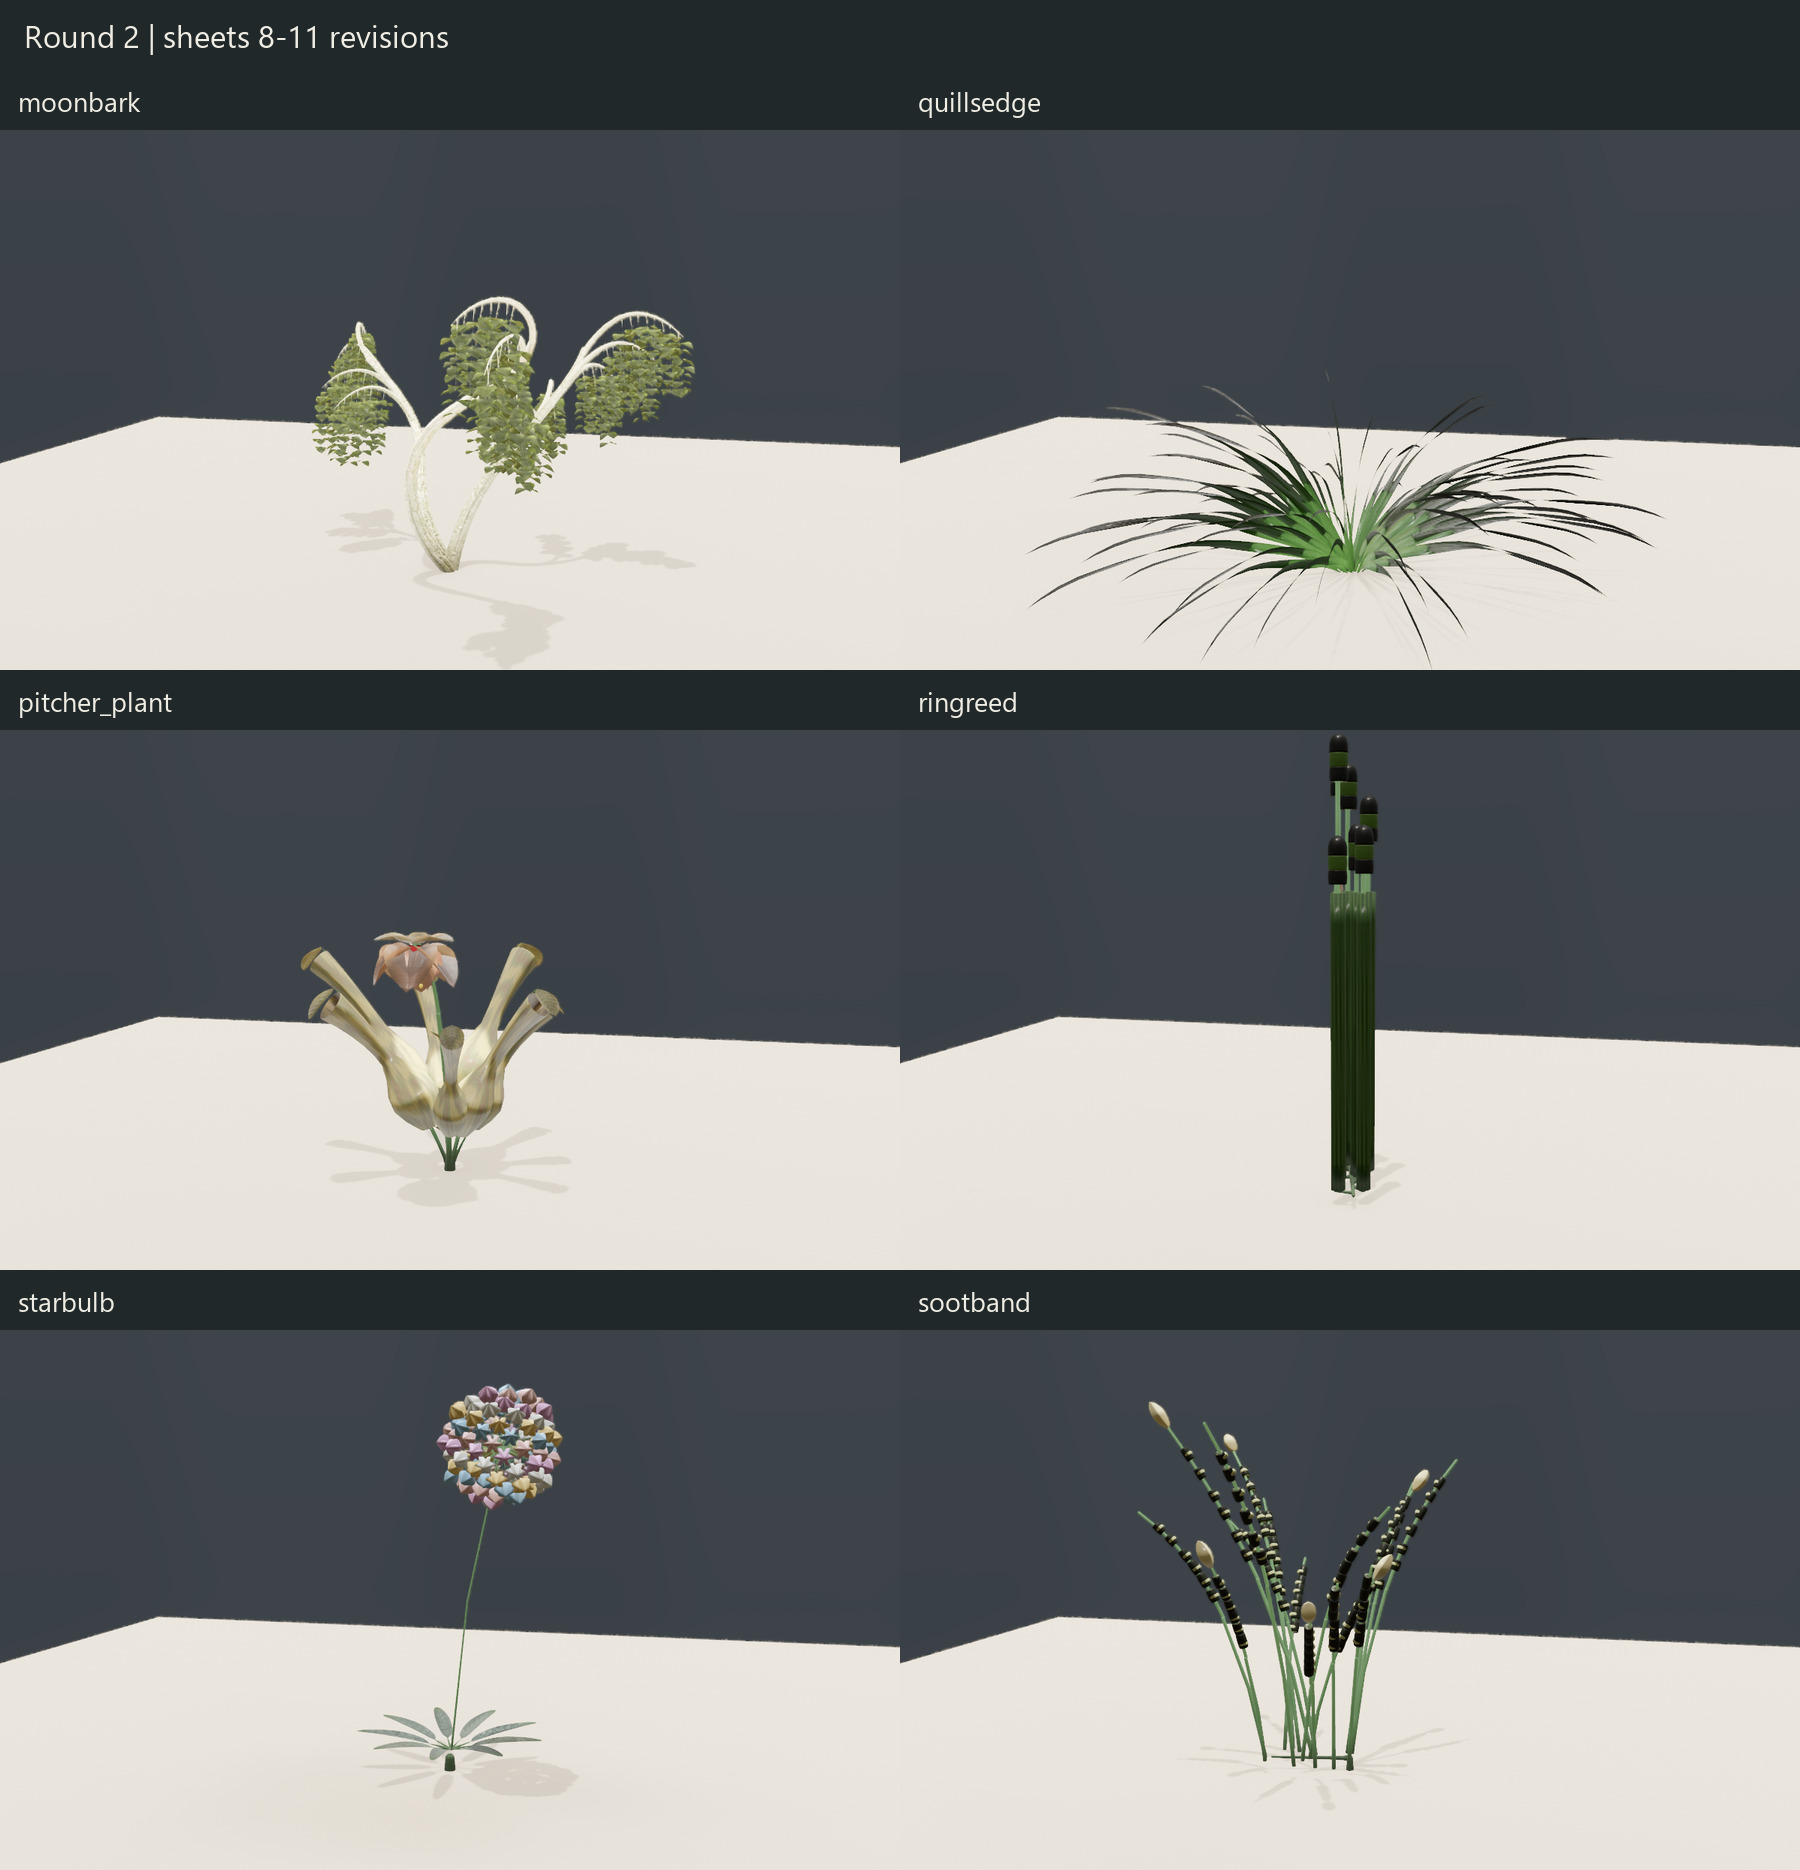 Round 2 | sheets 8-11 revisions
moonbark
quillsedge
pitcher_plant
ringreed
starbulb
sootband